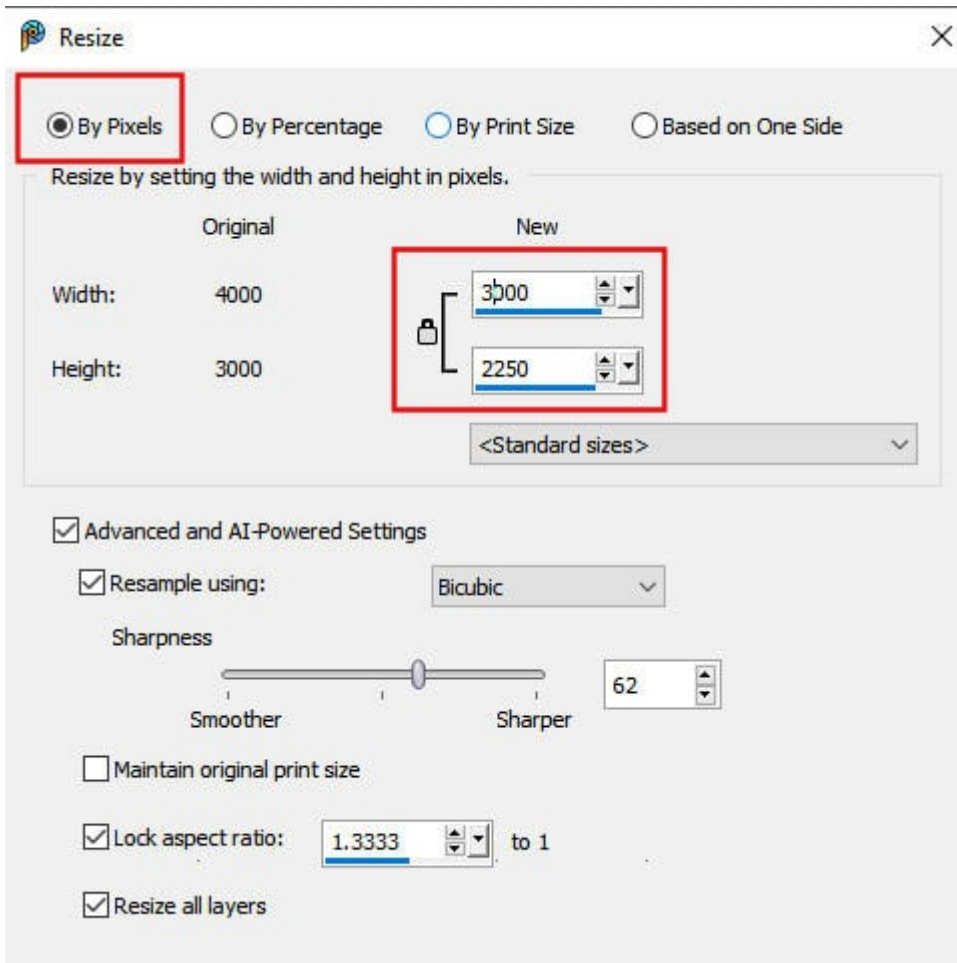 Resize
By Pixels By Percentage By Print Size Based on One Side
Resize by setting the width and height in pixels.
Original New
Width: 4000 3000
Height: 3000 2250
<Standard sizes>
Advanced and AI-Powered Settings
Resample using: Bicubic
Sharpness
62
Smoother Sharper
Maintain original print size
Lock aspect ratio: 1.3333 to 1
Resize all layers